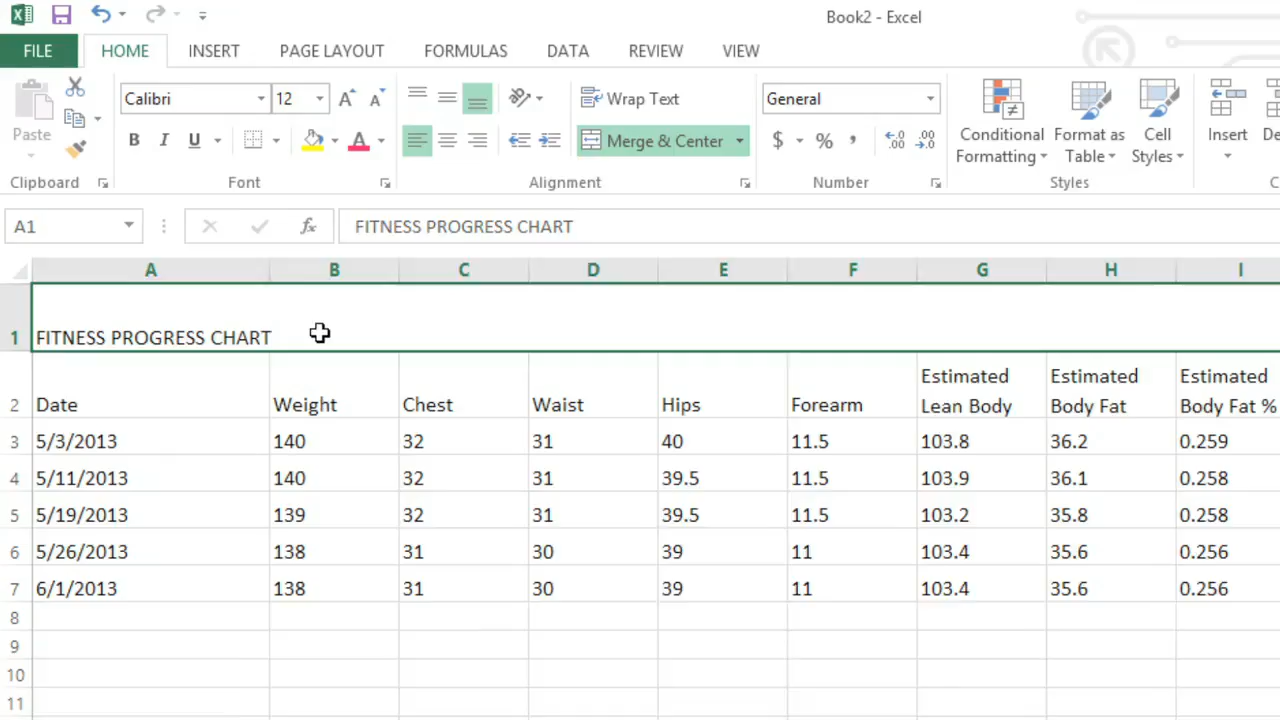 Book2 - Excel
FILE HOME INSERT PAGE LAYOUT FORMULAS DATA REVIEW VIEW
Calibri 12 Wrap Text General
Paste B I U A Merge & Center $ % , Conditional Formatting Format as Table Cell Styles Insert
Clipboard Font Alignment Number Styles
A1 fx FITNESS PROGRESS CHART
A B C D E F G H I
1 FITNESS PROGRESS CHART
2 Date Weight Chest Waist Hips Forearm Estimated Lean Body Estimated Body Fat Estimated Body Fat %
3 5/3/2013 140 32 31 40 11.5 103.8 36.2 0.259
4 5/11/2013 140 32 31 39.5 11.5 103.9 36.1 0.258
5 5/19/2013 139 32 31 39.5 11.5 103.2 35.8 0.258
6 5/26/2013 138 31 30 39 11 103.4 35.6 0.256
7 6/1/2013 138 31 30 39 11 103.4 35.6 0.256
8
9
10
11